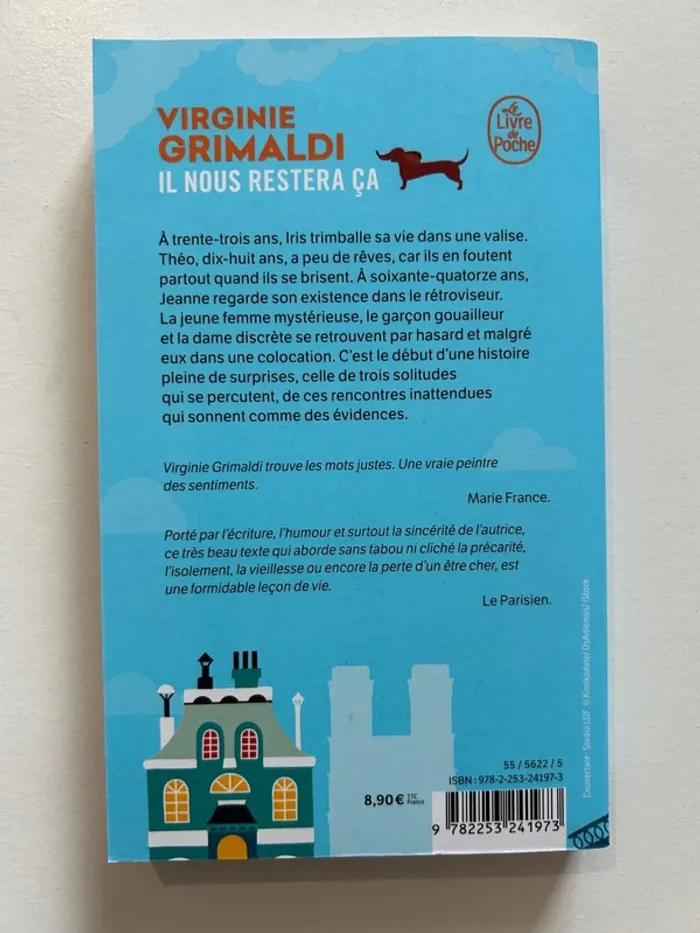 VIRGINIE
GRIMALDI
IL NOUS RESTERA ÇA
Le
Livre
de
Poche
À trente-trois ans, Iris trimballe sa vie dans une valise.
Théo, dix-huit ans, a peu de rêves, car ils en foutent
partout quand ils se brisent. À soixante-quatorze ans,
Jeanne regarde son existence dans le rétroviseur.
La jeune femme mystérieuse, le garçon gouailleur
et la dame discrète se retrouvent par hasard et malgré
eux dans une colocation. C'est le début d'une histoire
pleine de surprises, celle de trois solitudes
qui se percutent, de ces rencontres inattendues
qui sonnent comme des évidences.
Virginie Grimaldi trouve les mots justes. Une vraie peintre
des sentiments.
Marie France.
Porté par l'écriture, l'humour et surtout la sincérité de l'autrice,
ce très beau texte qui aborde sans tabou ni cliché la précarité,
l'isolement, la vieillesse ou encore la perte d'un être cher, est
une formidable leçon de vie.
Le Parisien.
Couverture : Studio LGF. © Kimikodate/ DsAdiemus/ iStock
55 / 5622 / 5
ISBN : 978-2-253-24197-3
8,90 € TTC
France
9 782253 241973